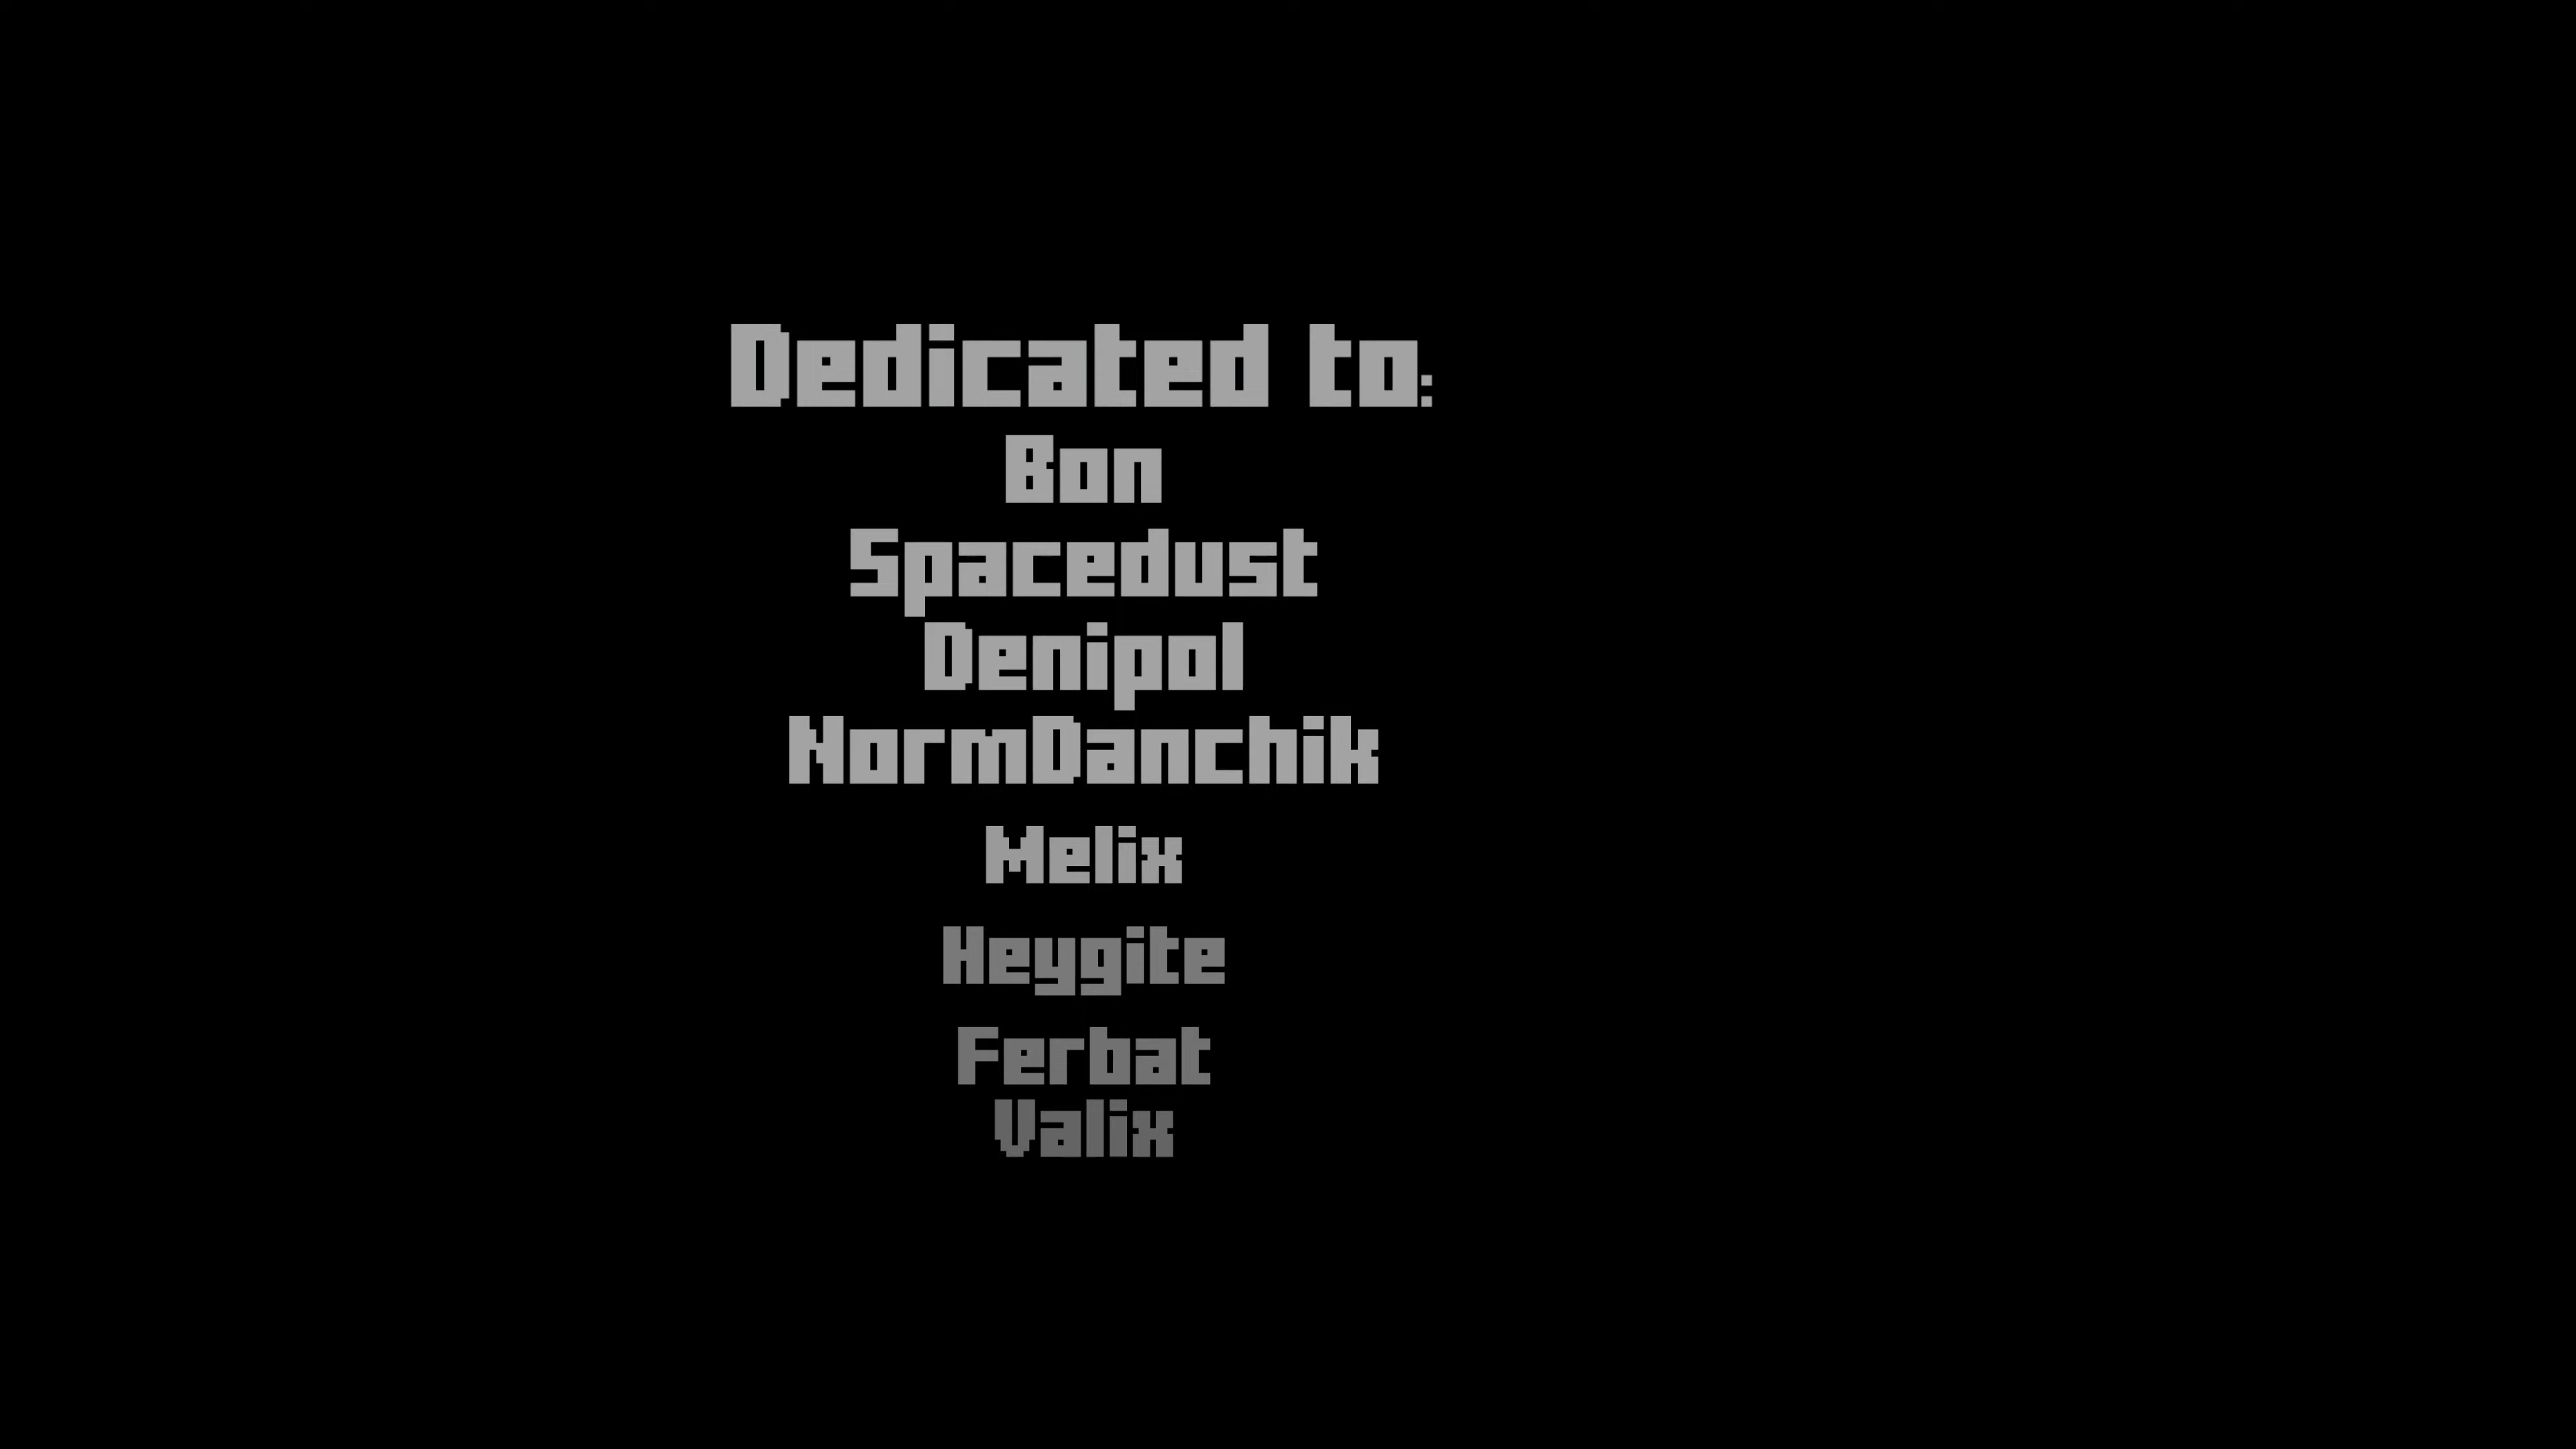 Dedicated to:
Bon
Spacedust
Denipol
NormDanchik
Melix
Heygite
Ferbat
Valix